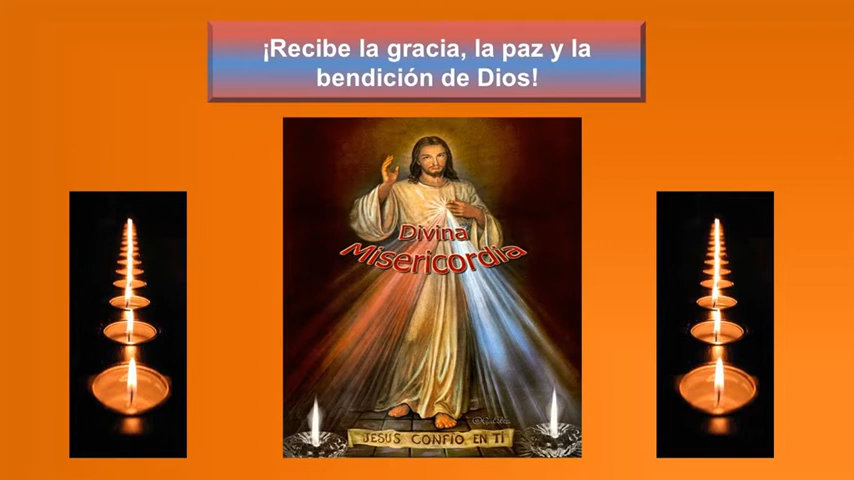 ¡Recibe la gracia, la paz y la
bendición de Dios!
Divina
Misericordia
JESUS CONFIO EN TI